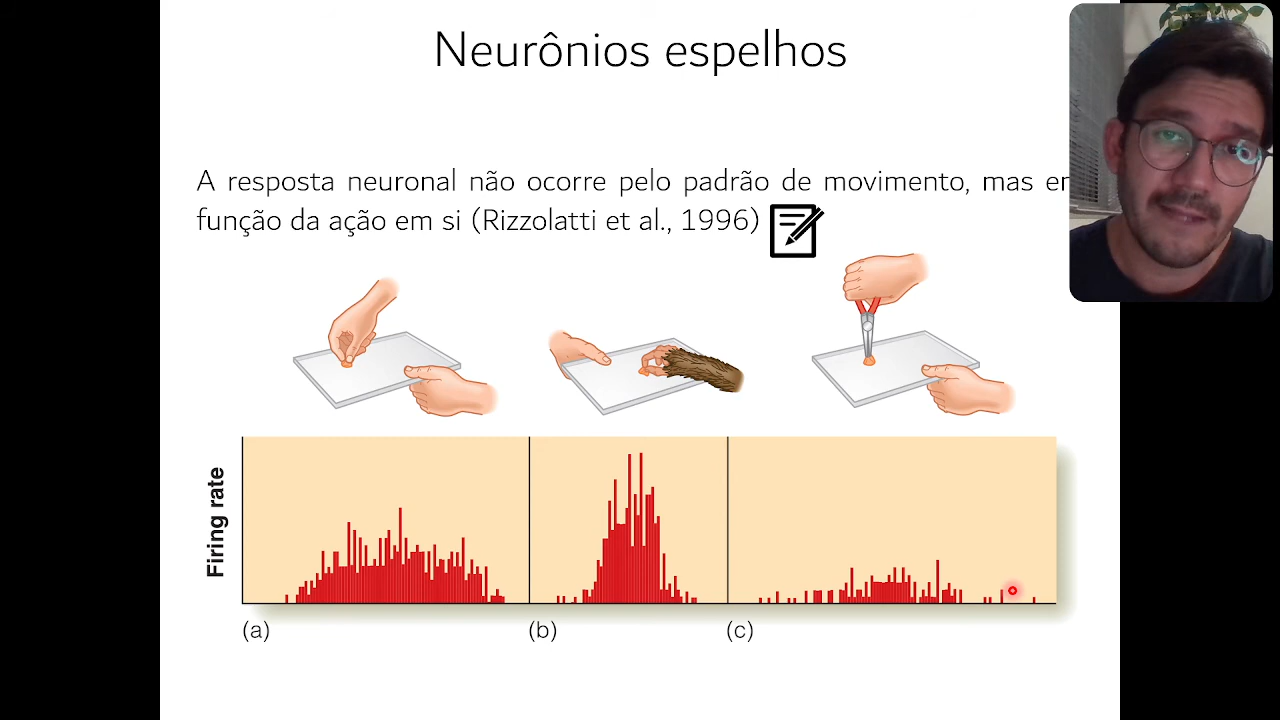 Neurônios espelhos
A resposta neuronal não ocorre pelo padrão de movimento, mas
função da ação em si (Rizzolatti et al., 1996)
Firing rate
(a) (b) (c)